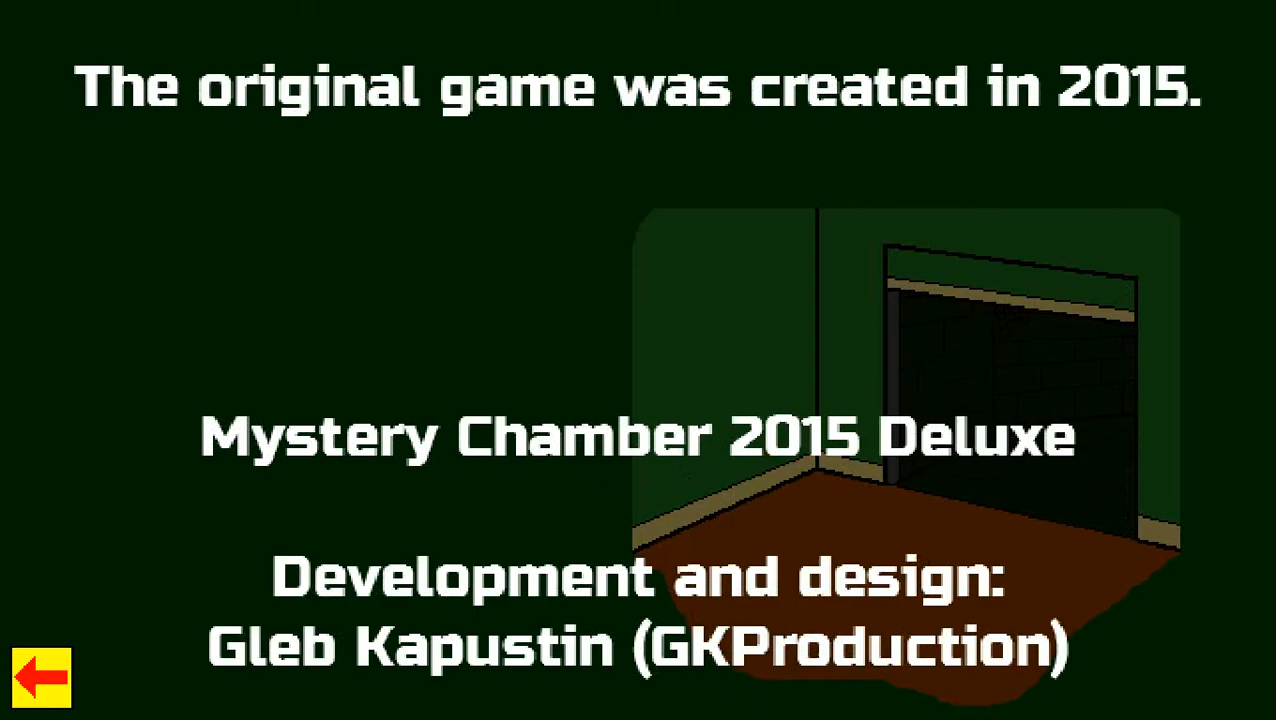 The original game was created in 2015.
Mystery Chamber 2015 Deluxe
Development and design:
Gleb Kapustin (GKProduction)